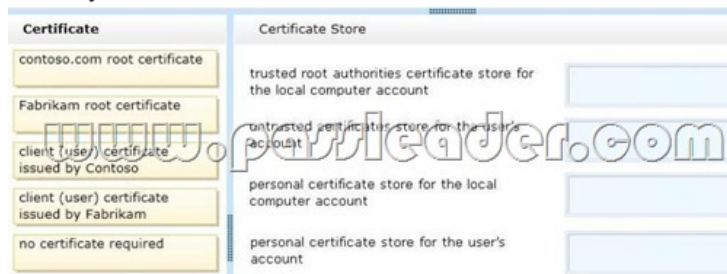 Certificate
contoso.com root certificate
Fabrikam root certificate
client (user) certificate
issued by Contoso
client (user) certificate
issued by Fabrikam
no certificate required
Certificate Store
trusted root authorities certificate store for
the local computer account
untrusted certificates store for the user's
account
personal certificate store for the local
computer account
personal certificate store for the user's
account
www.passleader.com